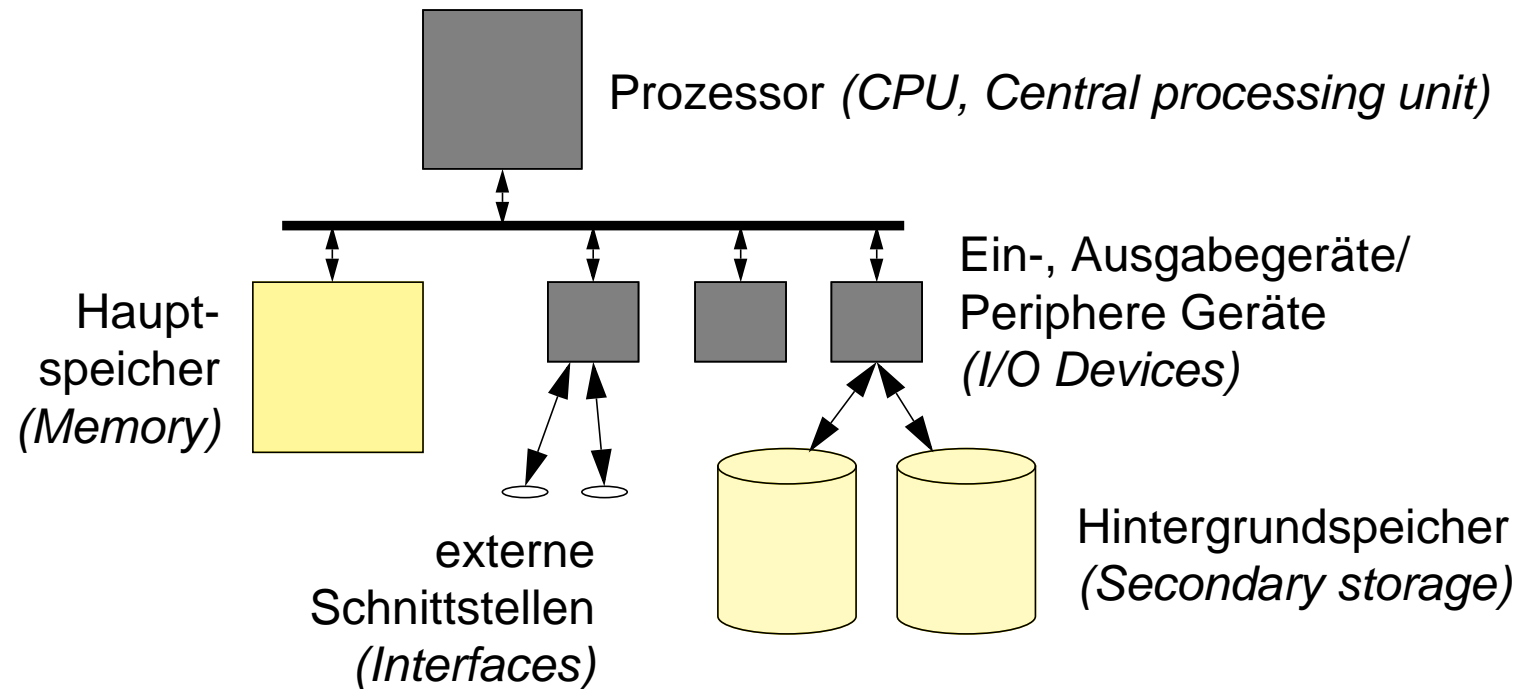 Prozessor (CPU, Central processing unit)
Ein-, Ausgabegeräte/
Periphere Geräte
(I/O Devices)
Haupt-
speicher
(Memory)
externe
Schnittstellen
(Interfaces)
Hintergrundspeicher
(Secondary storage)